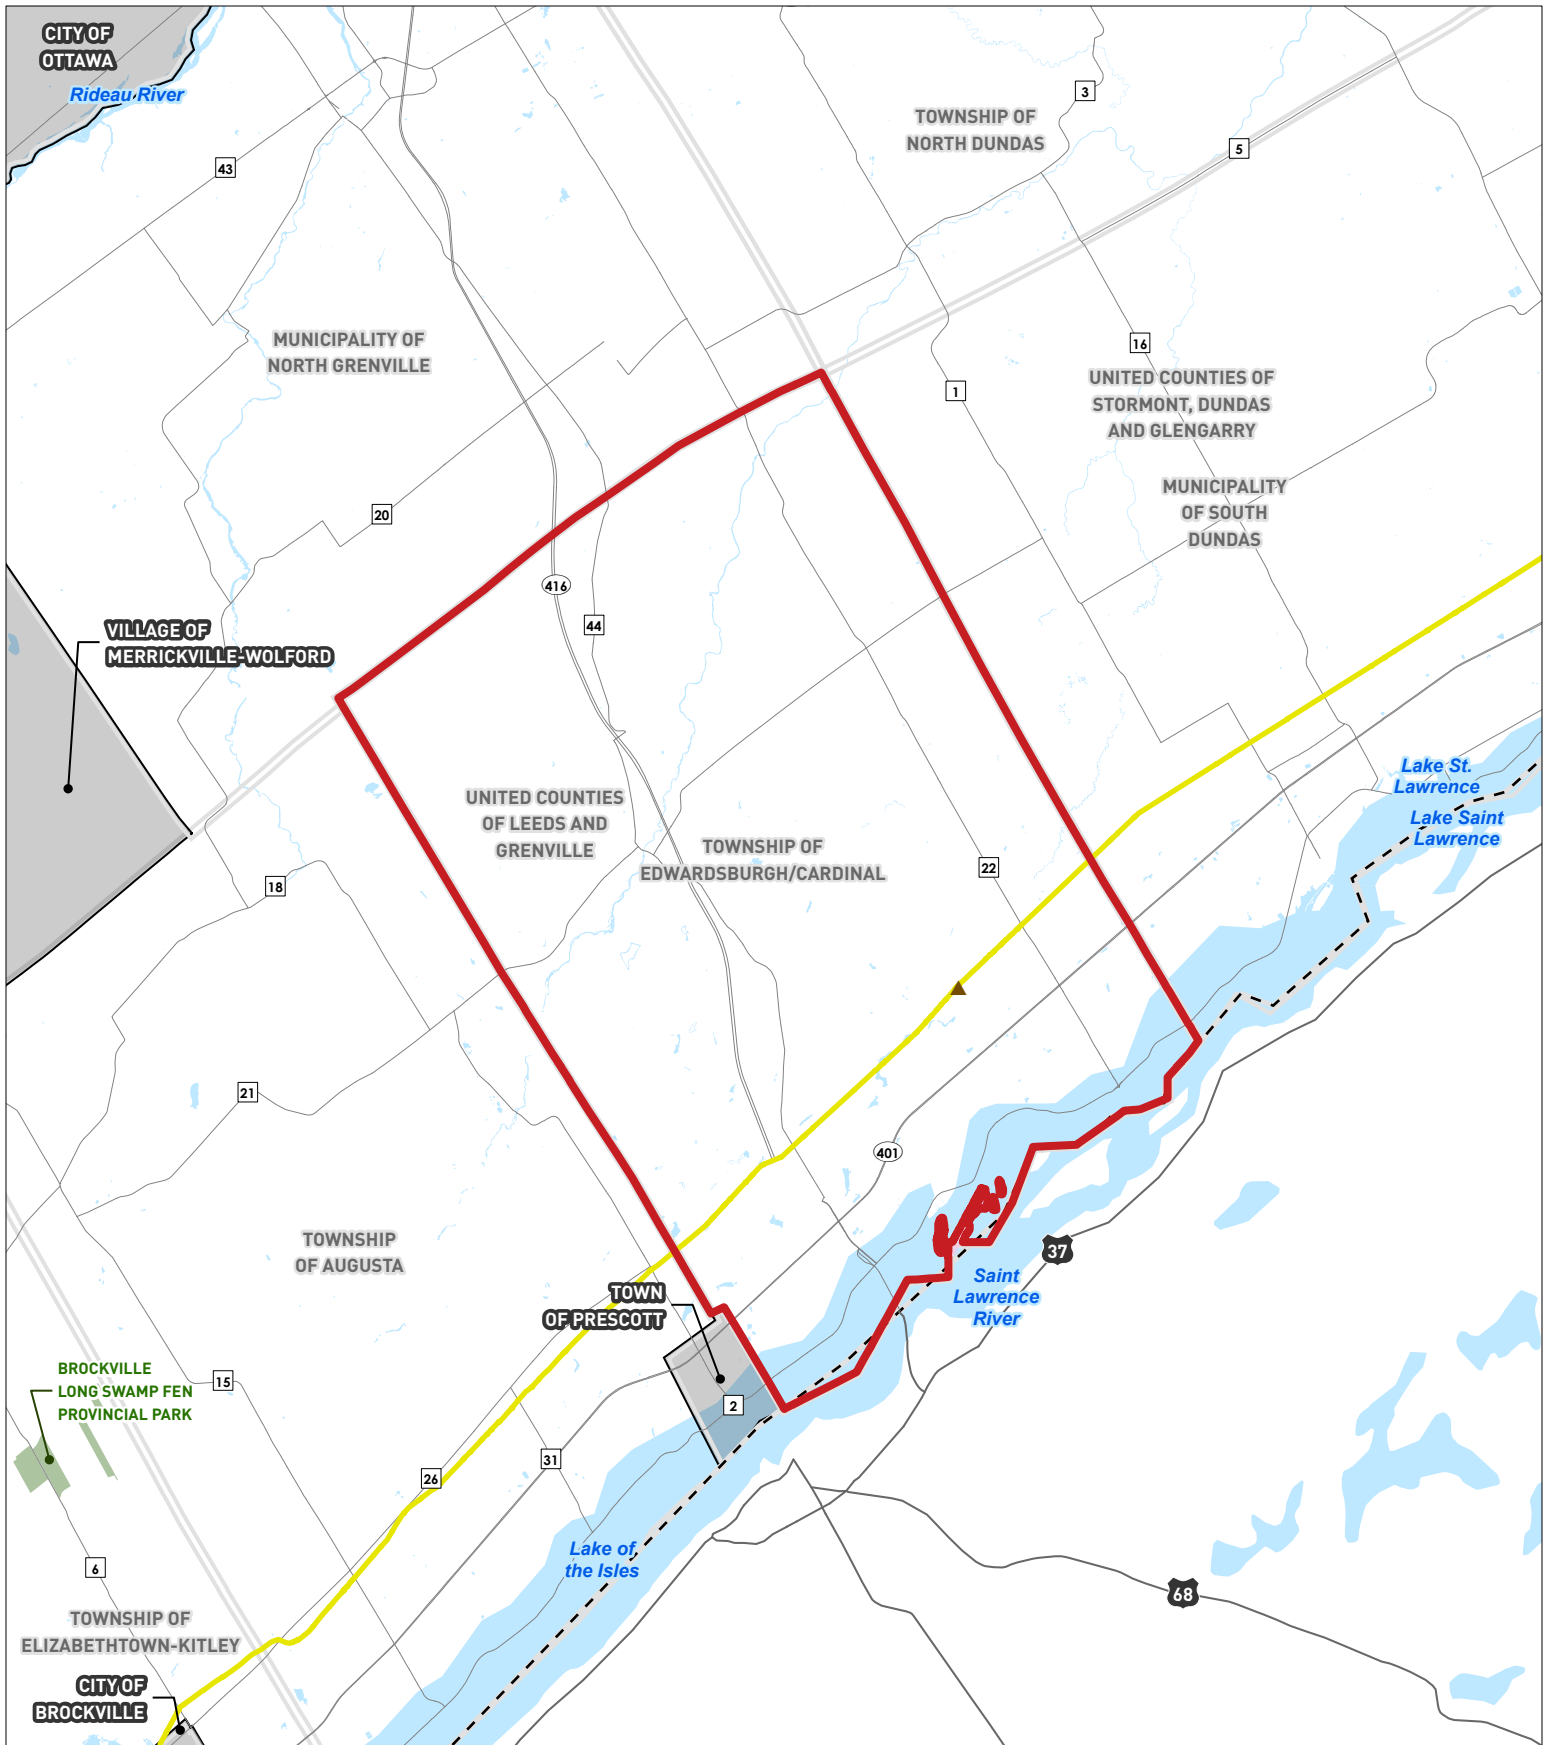 CITY OF
OTTAWA
Rideau River
3
TOWNSHIP OF
NORTH DUNDAS
5
43
MUNICIPALITY OF
NORTH GRENVILLE
16
1
UNITED COUNTIES OF
STORMONT, DUNDAS
AND GLENGARRY
MUNICIPALITY
OF SOUTH
DUNDAS
20
416
44
VILLAGE OF
MERRICKVILLE-WOLFORD
Lake St.
Lawrence
Lake Saint
Lawrence
UNITED COUNTIES
OF LEEDS AND
GRENVILLE
TOWNSHIP OF
EDWARDSBURGH/CARDINAL
22
18
21
401
TOWNSHIP
OF AUGUSTA
37
Saint
Lawrence
River
TOWN
OF PRESCOTT
BROCKVILLE
LONG SWAMP FEN
PROVINCIAL PARK
15
2
31
26
Lake of
the Isles
6
68
TOWNSHIP OF
ELIZABETHTOWN-KITLEY
CITY OF
BROCKVILLE